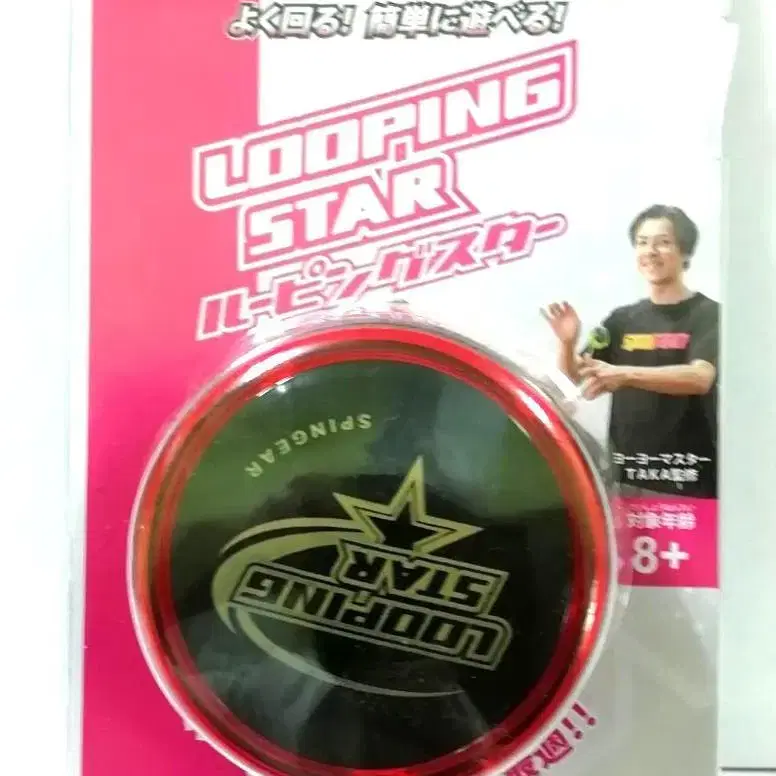 よく回る！簡単に遊べる！
LOOPING
STAR
ルーピングスター
ヨーヨーマスター
TAKA監修
対象年齢
8+
SPINGEAR
STAR
LOOPING